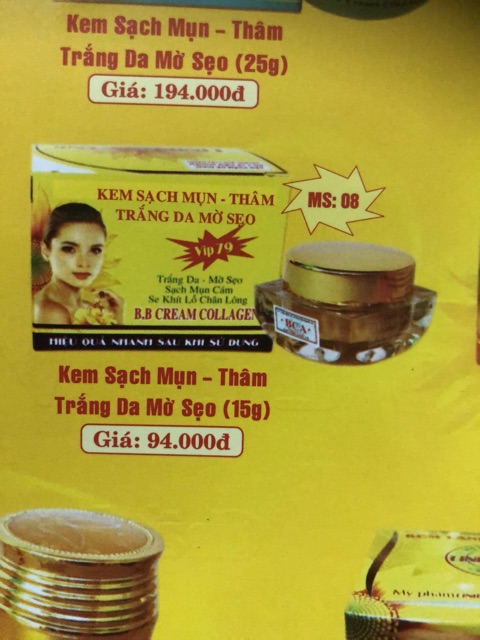 Kem Sạch Mụn – Thâm
Trắng Da Mờ Sẹo (25g)
Giá: 194.000đ
KEM SẠCH MỤN - THÂM
TRẮNG DA MỜ SẸO
Vip 79
Trắng Da - Mờ Sẹo
Sạch Mụn Cám
Se Khít Lỗ Chân Lông
B.B CREAM COLLAGEN
HIỆU QUẢ NHANH SAU KHI SỬ DỤNG
MS: 08
BCA
Kem Sạch Mụn – Thâm
Trắng Da Mờ Sẹo (15g)
Giá: 94.000đ
KEM
Mỹ phẩm